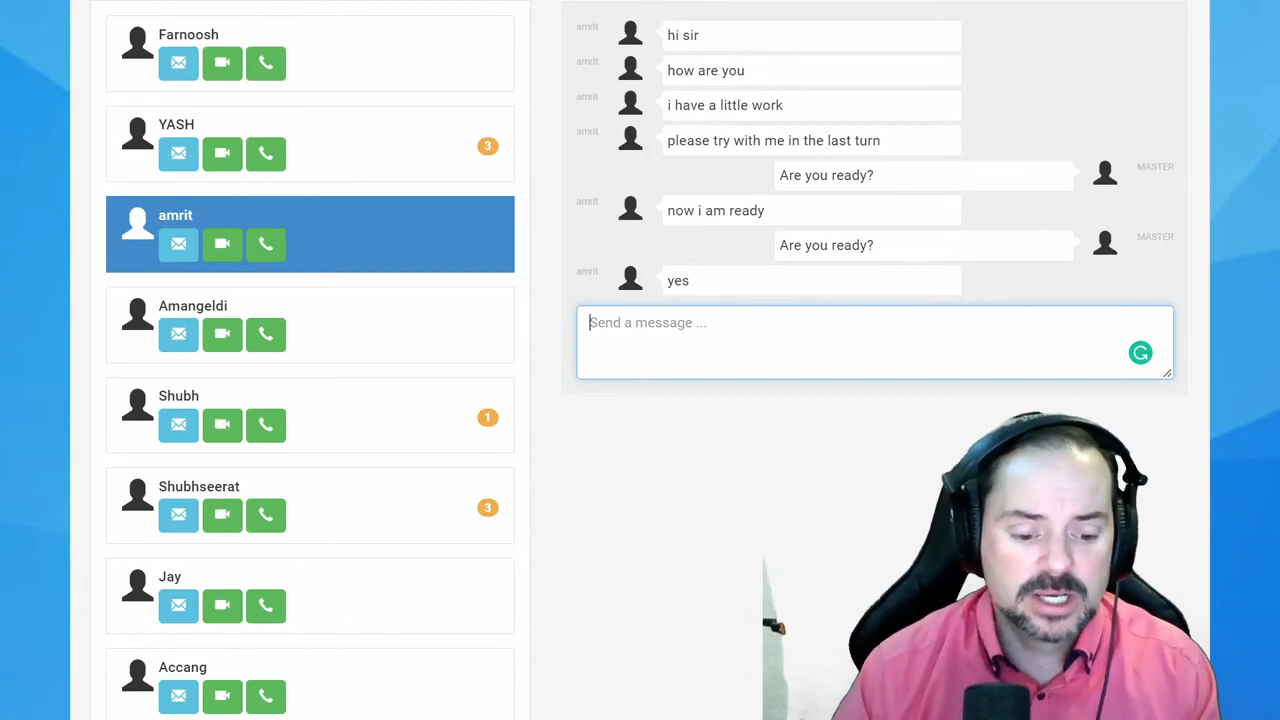 Farnoosh
YASH
3
amrit
Amangeldi
Shubh
1
Shubhseerat
3
Jay
Accang
amrit
hi sir
amrit
how are you
amrit
i have a little work
amrit
please try with me in the last turn
Are you ready?
MASTER
amrit
now i am ready
Are you ready?
MASTER
amrit
yes
Send a message ...